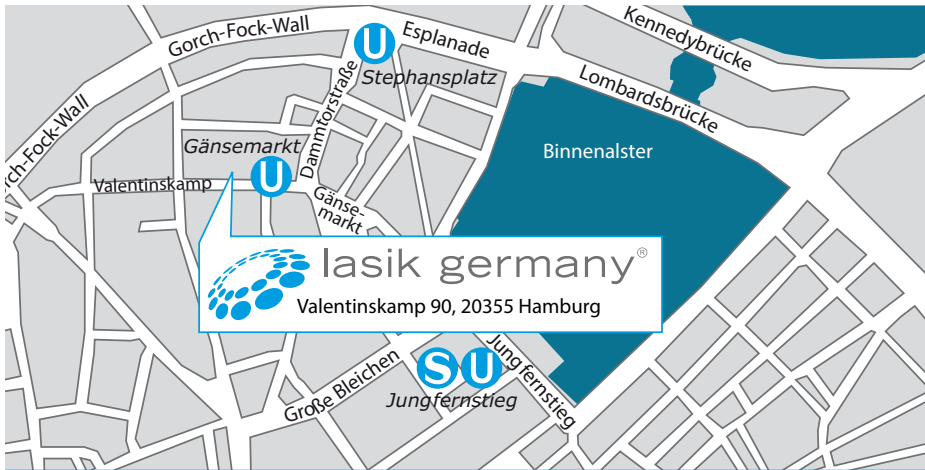 Gorch-Fock-Wall
U
Esplanade
Kennedybrücke
Stephansplatz
Lombardsbrücke
Dammtorstraße
orch-Fock-Wall
Gänsemarkt
U
Binnenalster
Valentinskamp
Gänse-
markt
lasik germany®
Valentinskamp 90, 20355 Hamburg
S U
Jungfernstieg
Große Bleichen
Jungfernstieg